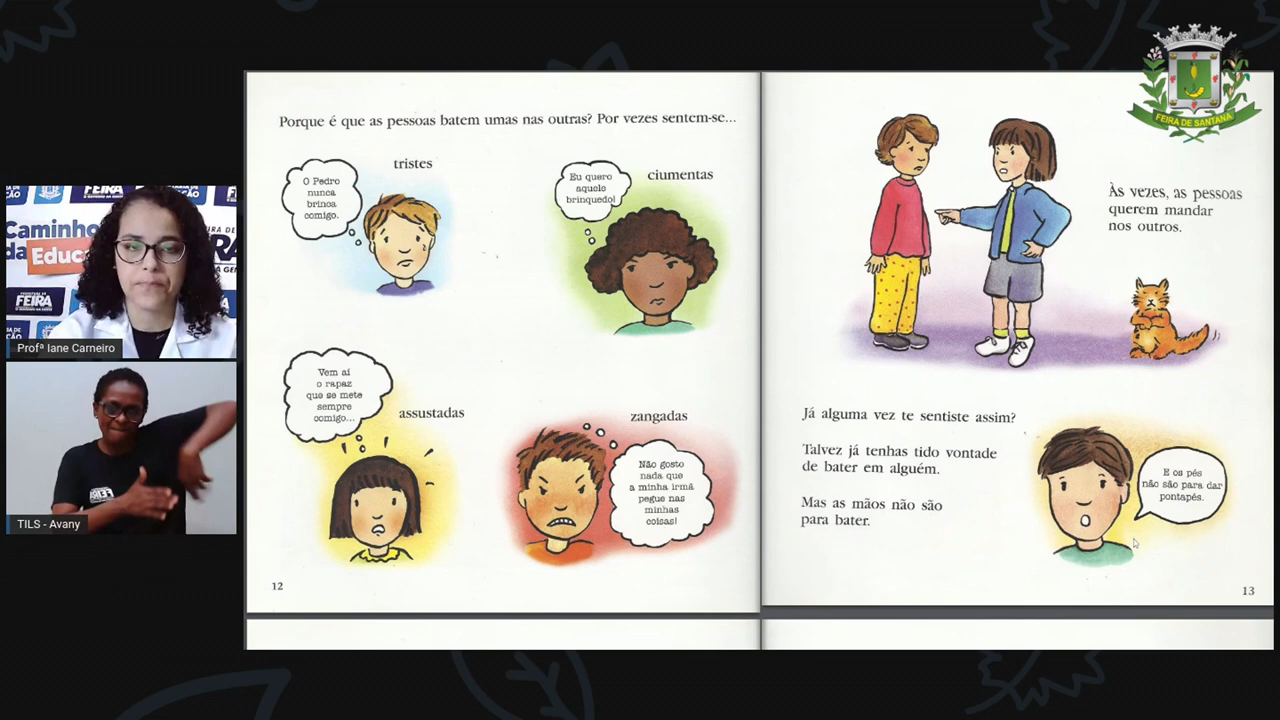 Porque é que as pessoas batem umas nas outras? Por vezes sentem-se...
tristes
O Pedro
nunca
brinca
comigo.
ciumentas
Eu quero
aquele
brinquedo!
assustadas
Vem aí
o rapaz
que se mete
sempre
comigo...
zangadas
Não gosto
nada que
a minha irmã
pegue nas
minhas
coisas!
12
Às vezes, as pessoas
querem mandar
nos outros.
Já alguma vez te sentiste assim?
Talvez já tenhas tido vontade
de bater em alguém.
Mas as mãos não são
para bater.
E os pés
não são para dar
pontapés.
13
FEIRA DE SANTANA
Caminho
da Educ
FEIRA
Profª Iane Carneiro
TILS - Avany